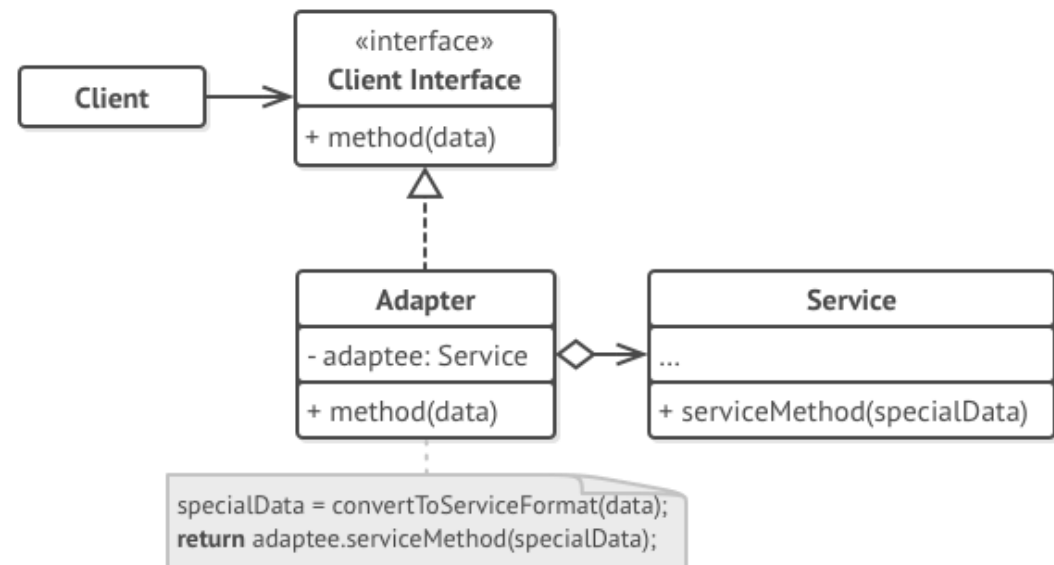 «interface»
Client Interface
Client
+ method(data)
Adapter
- adaptee: Service
+ method(data)
Service
...
+ serviceMethod(specialData)
specialData = convertToServiceFormat(data);
return adaptee.serviceMethod(specialData);